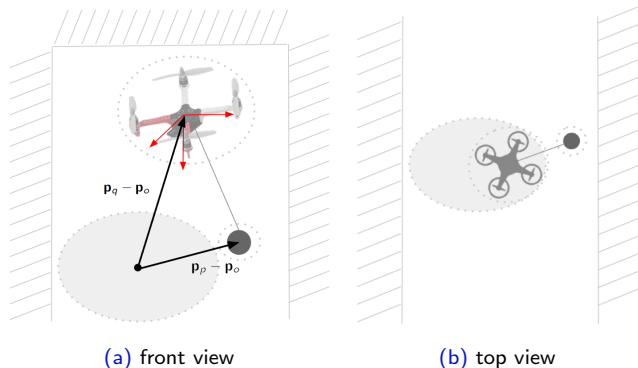 𝐩_q − 𝐩_o
𝐩_p − 𝐩_o
(a) front view
(b) top view